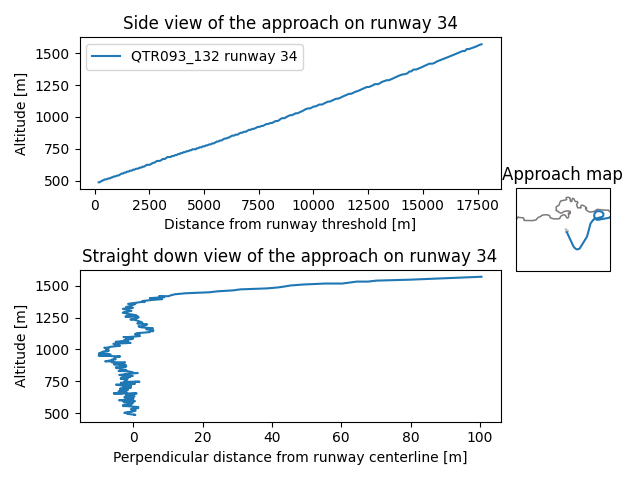 Side view of the approach on runway 34
1500
1250
1000
750
500
Altitude [m]
QTR093_132 runway 34
0 2500 5000 7500 10000 12500 15000 17500
Distance from runway threshold [m]
Approach map
Straight down view of the approach on runway 34
1500
1250
1000
750
500
Altitude [m]
0 20 40 60 80 100
Perpendicular distance from runway centerline [m]